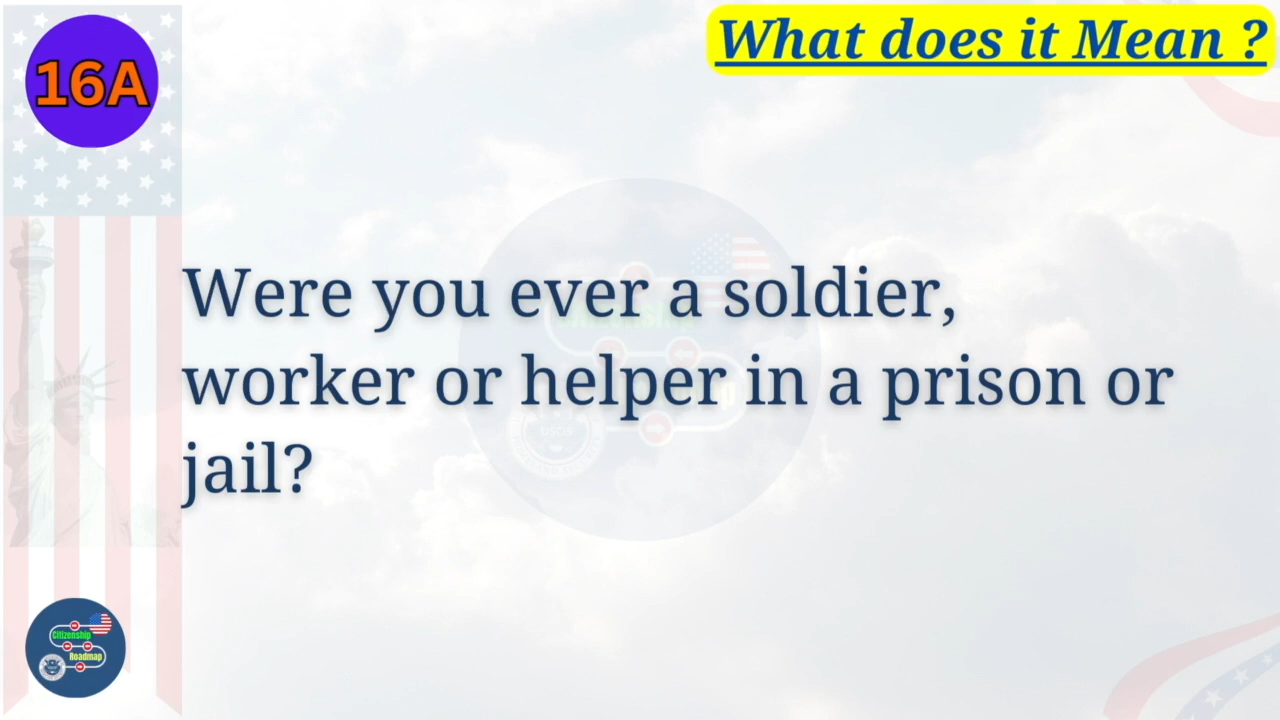 16A
What does it Mean ?
Were you ever a soldier,
worker or helper in a prison or
jail?
Citizenship
Roadmap